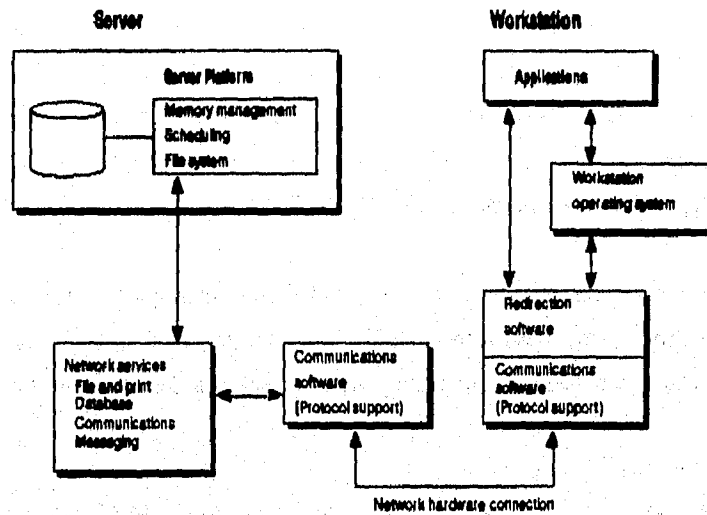 Server
Server Platform
Memory management
Scheduling
File system
Network services
File and print
Database
Communications
Messaging
Communications
software
(Protocol support)
Workstation
Applications
Workstation
operating system
Redirection
software
Communications
software
(Protocol support)
Network hardware connection